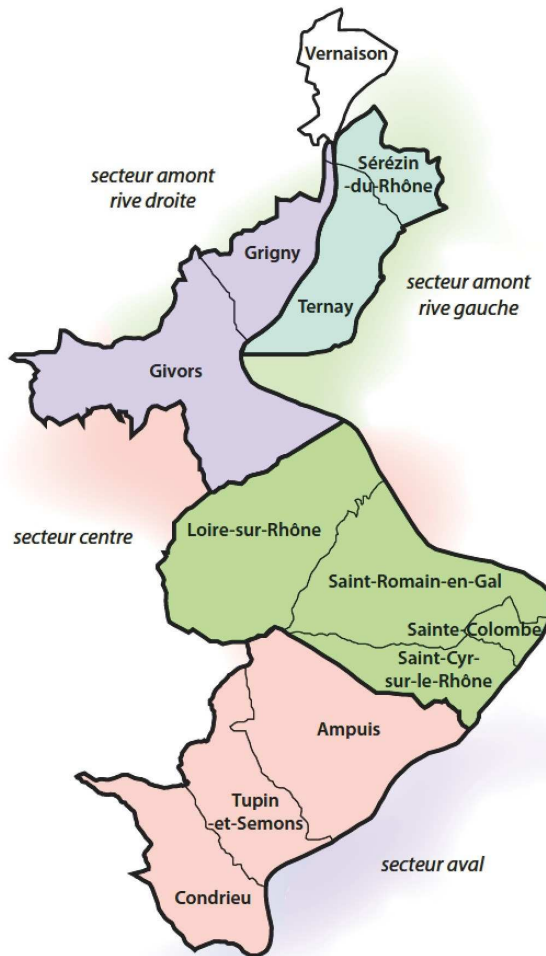 Vernaison
Sérézin
-du-Rhône
secteur amont
rive droite
Grigny
secteur amont
rive gauche
Ternay
Givors
Loire-sur-Rhône
secteur centre
Saint-Romain-en-Gal
Sainte-Colombe
Saint-Cyr-
sur-le-Rhône
Ampuis
Tupin
-et-Semons
secteur aval
Condrieu